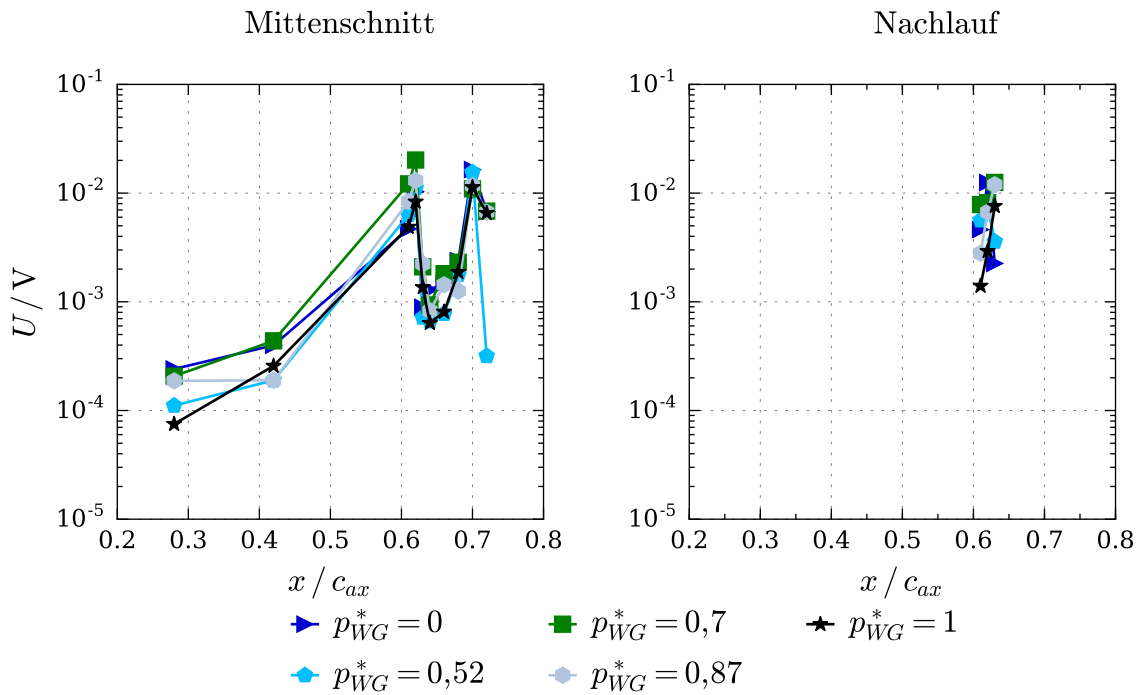 Mittenschnitt Nachlauf
10^-1 10^-1
10^-2 10^-2
U / V
10^-3 10^-3
10^-4 10^-4
10^-5 10^-5
0.2 0.3 0.4 0.5 0.6 0.7 0.8 0.2 0.3 0.4 0.5 0.6 0.7 0.8
x / c_ax x / c_ax
p*_WG = 0 p*_WG = 0,7 p*_WG = 1
p*_WG = 0,52 p*_WG = 0,87